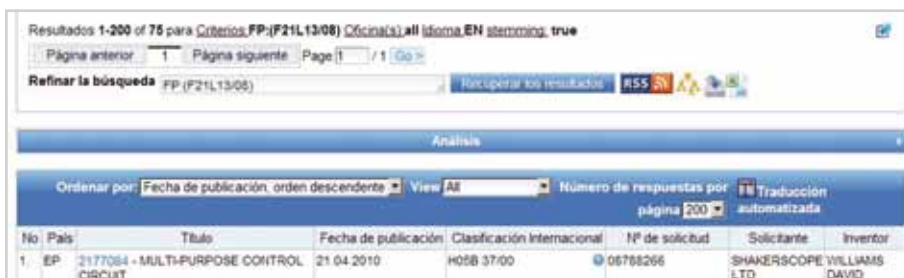 Resultados 1-200 of 75 para Criterios:FP:(F21L13/08) Oficina(s):all Idioma:EN stemming: true
Página anterior 1 Página siguiente Page 1 / 1 Go >
Refinar la búsqueda FP:(F21L13/08) Recuperar los resultados RSS
Análisis
Ordenar por: Fecha de publicación, orden descendente View All Número de respuestas por página 200 Traducción automatizada
No País Título Fecha de publicación Clasificación Internacional Nº de solicitud Solicitante Inventor
1. EP 2177084 - MULTI-PURPOSE CONTROL CIRCUIT 21.04.2010 H05B 37/00 08788266 SHAKERSCOPE LTD WILLIAMS DAVID